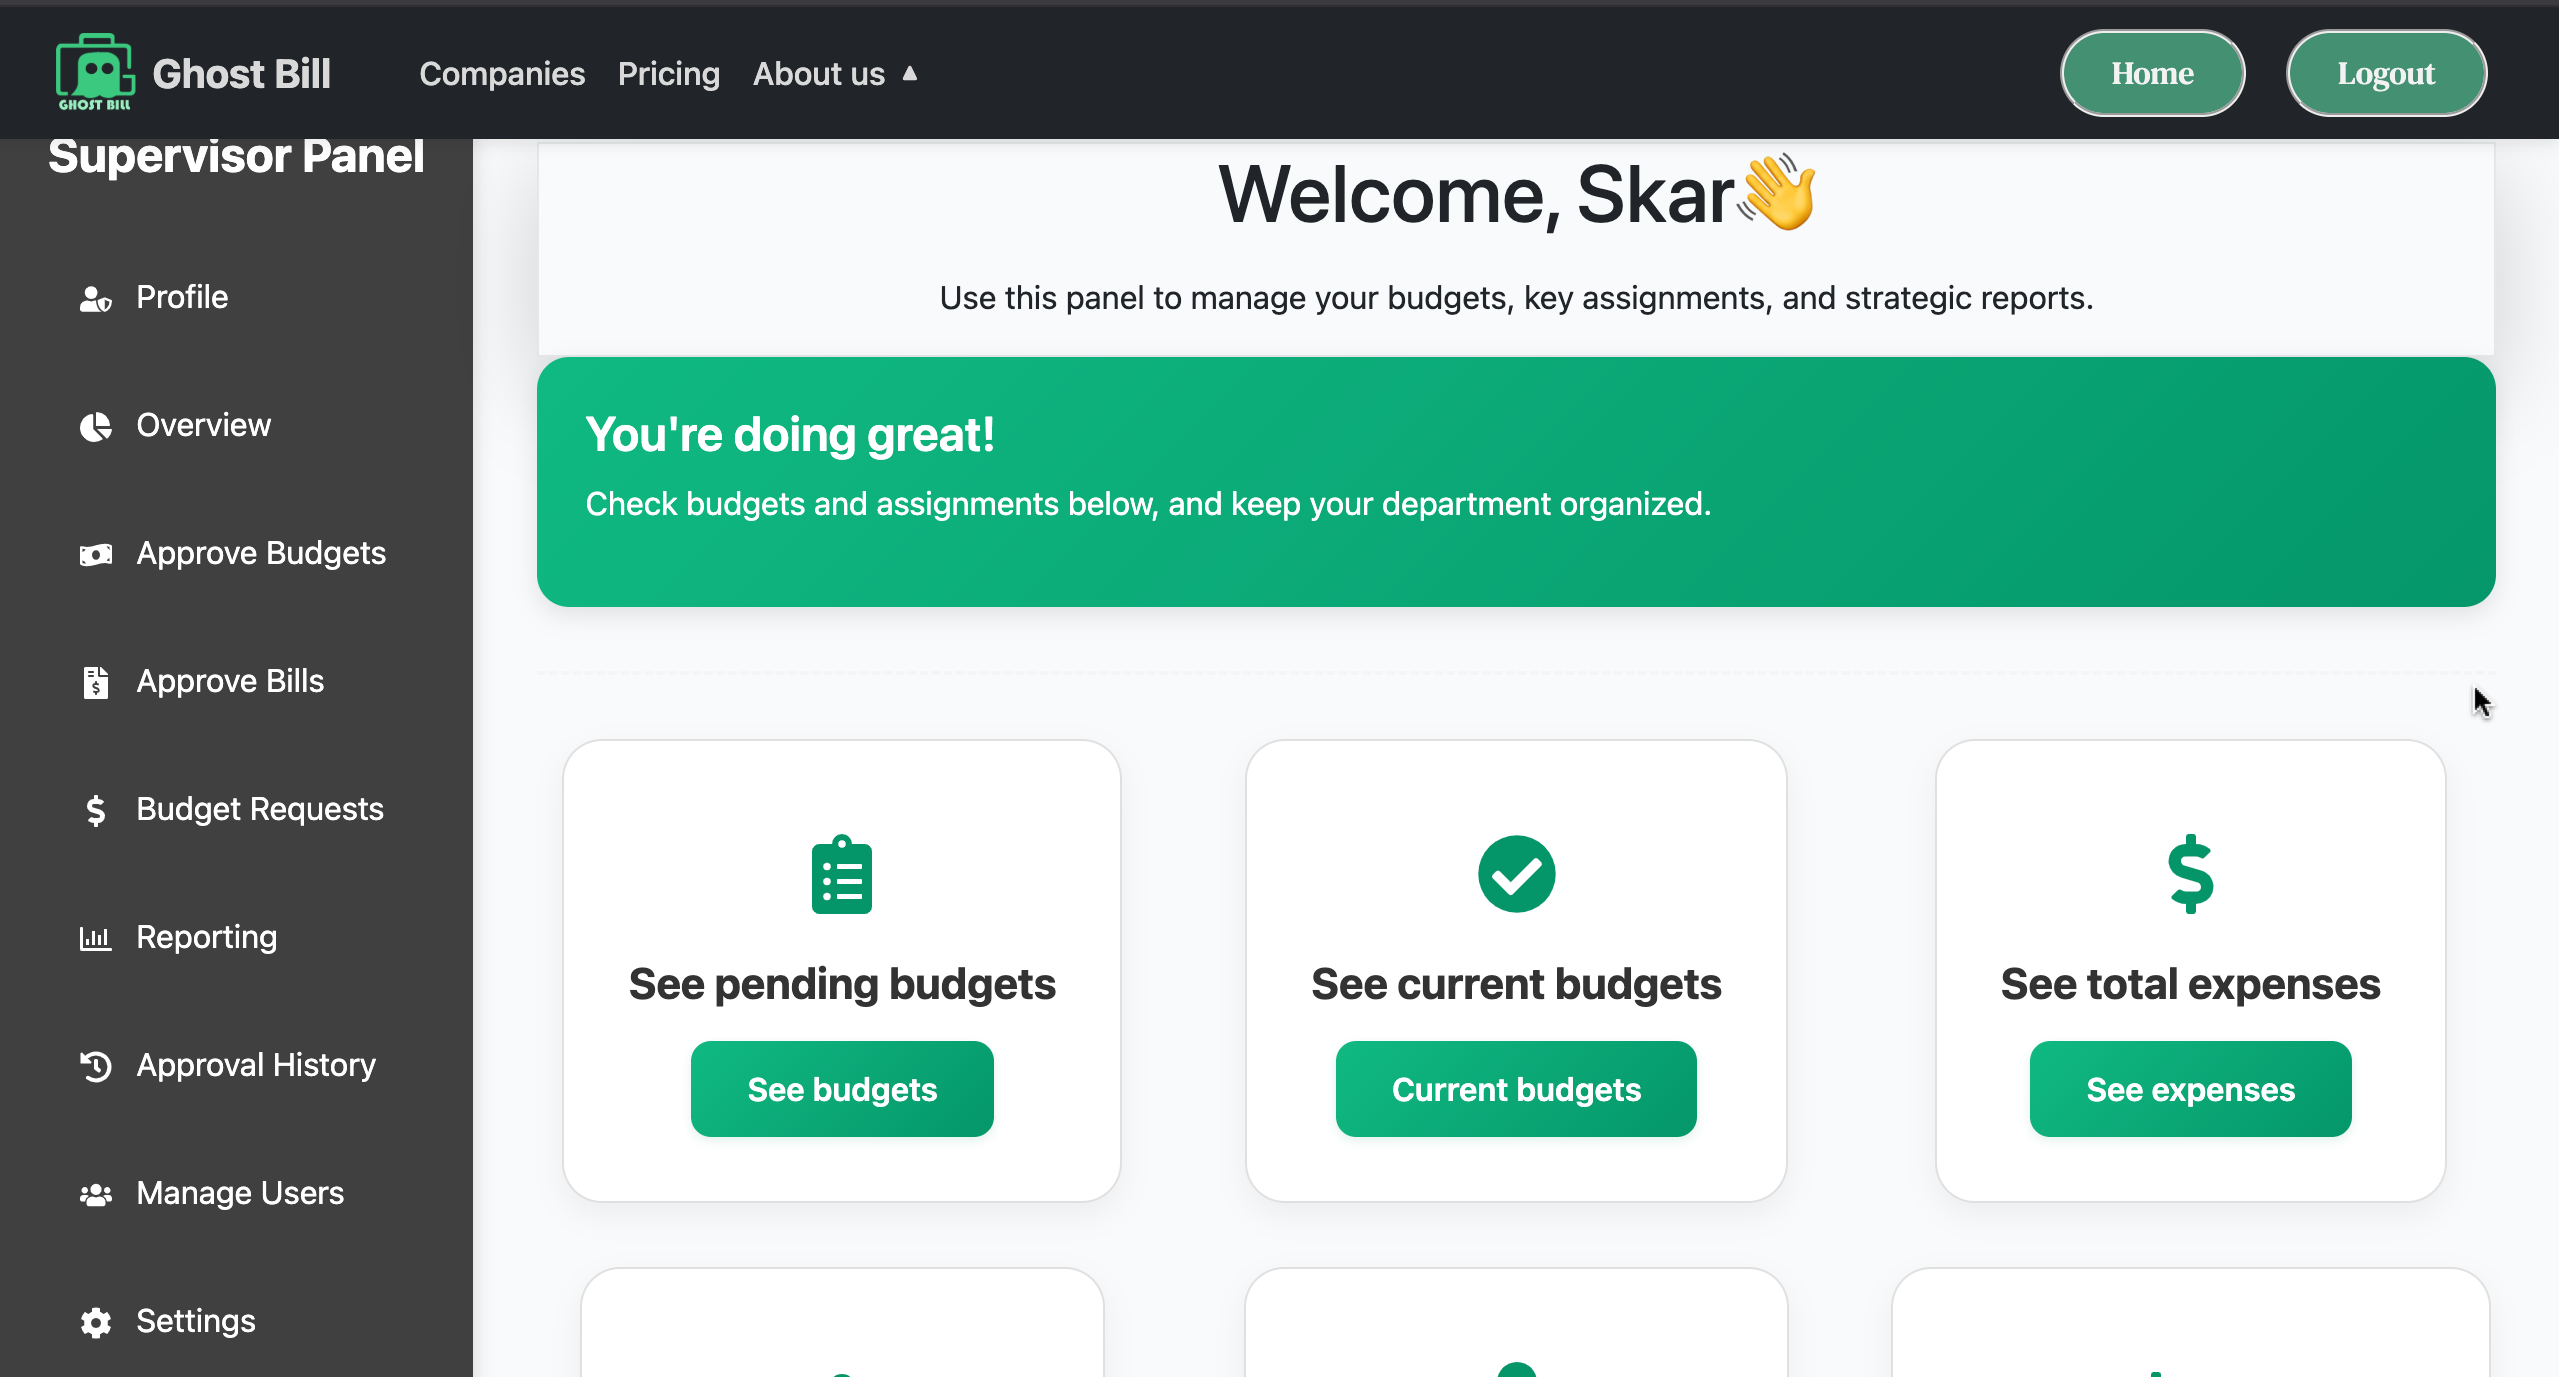 GHOST BILL
Ghost Bill
Companies
Pricing
About us
Home
Logout
Supervisor Panel
Profile
Overview
Approve Budgets
Approve Bills
Budget Requests
Reporting
Approval History
Manage Users
Settings
Welcome, Skar👋
Use this panel to manage your budgets, key assignments, and strategic reports.
You're doing great!
Check budgets and assignments below, and keep your department organized.
See pending budgets
See budgets
See current budgets
Current budgets
See total expenses
See expenses